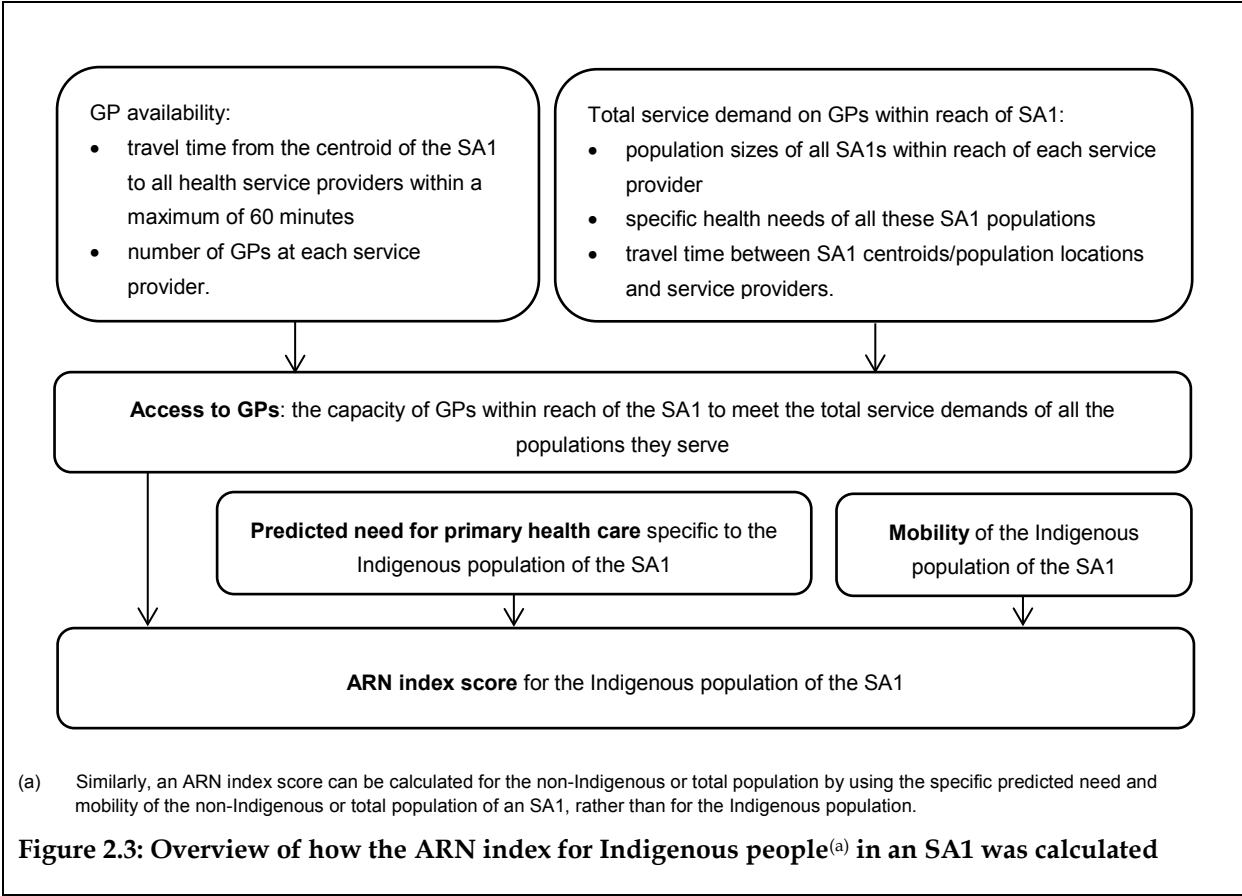 GP availability:
• travel time from the centroid of the SA1
to all health service providers within a
maximum of 60 minutes
• number of GPs at each service
provider.
Total service demand on GPs within reach of SA1:
• population sizes of all SA1s within reach of each service
provider
• specific health needs of all these SA1 populations
• travel time between SA1 centroids/population locations
and service providers.
Access to GPs: the capacity of GPs within reach of the SA1 to meet the total service demands of all the
populations they serve
Predicted need for primary health care specific to the
Indigenous population of the SA1
Mobility of the Indigenous
population of the SA1
ARN index score for the Indigenous population of the SA1
(a) Similarly, an ARN index score can be calculated for the non-Indigenous or total population by using the specific predicted need and
mobility of the non-Indigenous or total population of an SA1, rather than for the Indigenous population.
Figure 2.3: Overview of how the ARN index for Indigenous people(a) in an SA1 was calculated